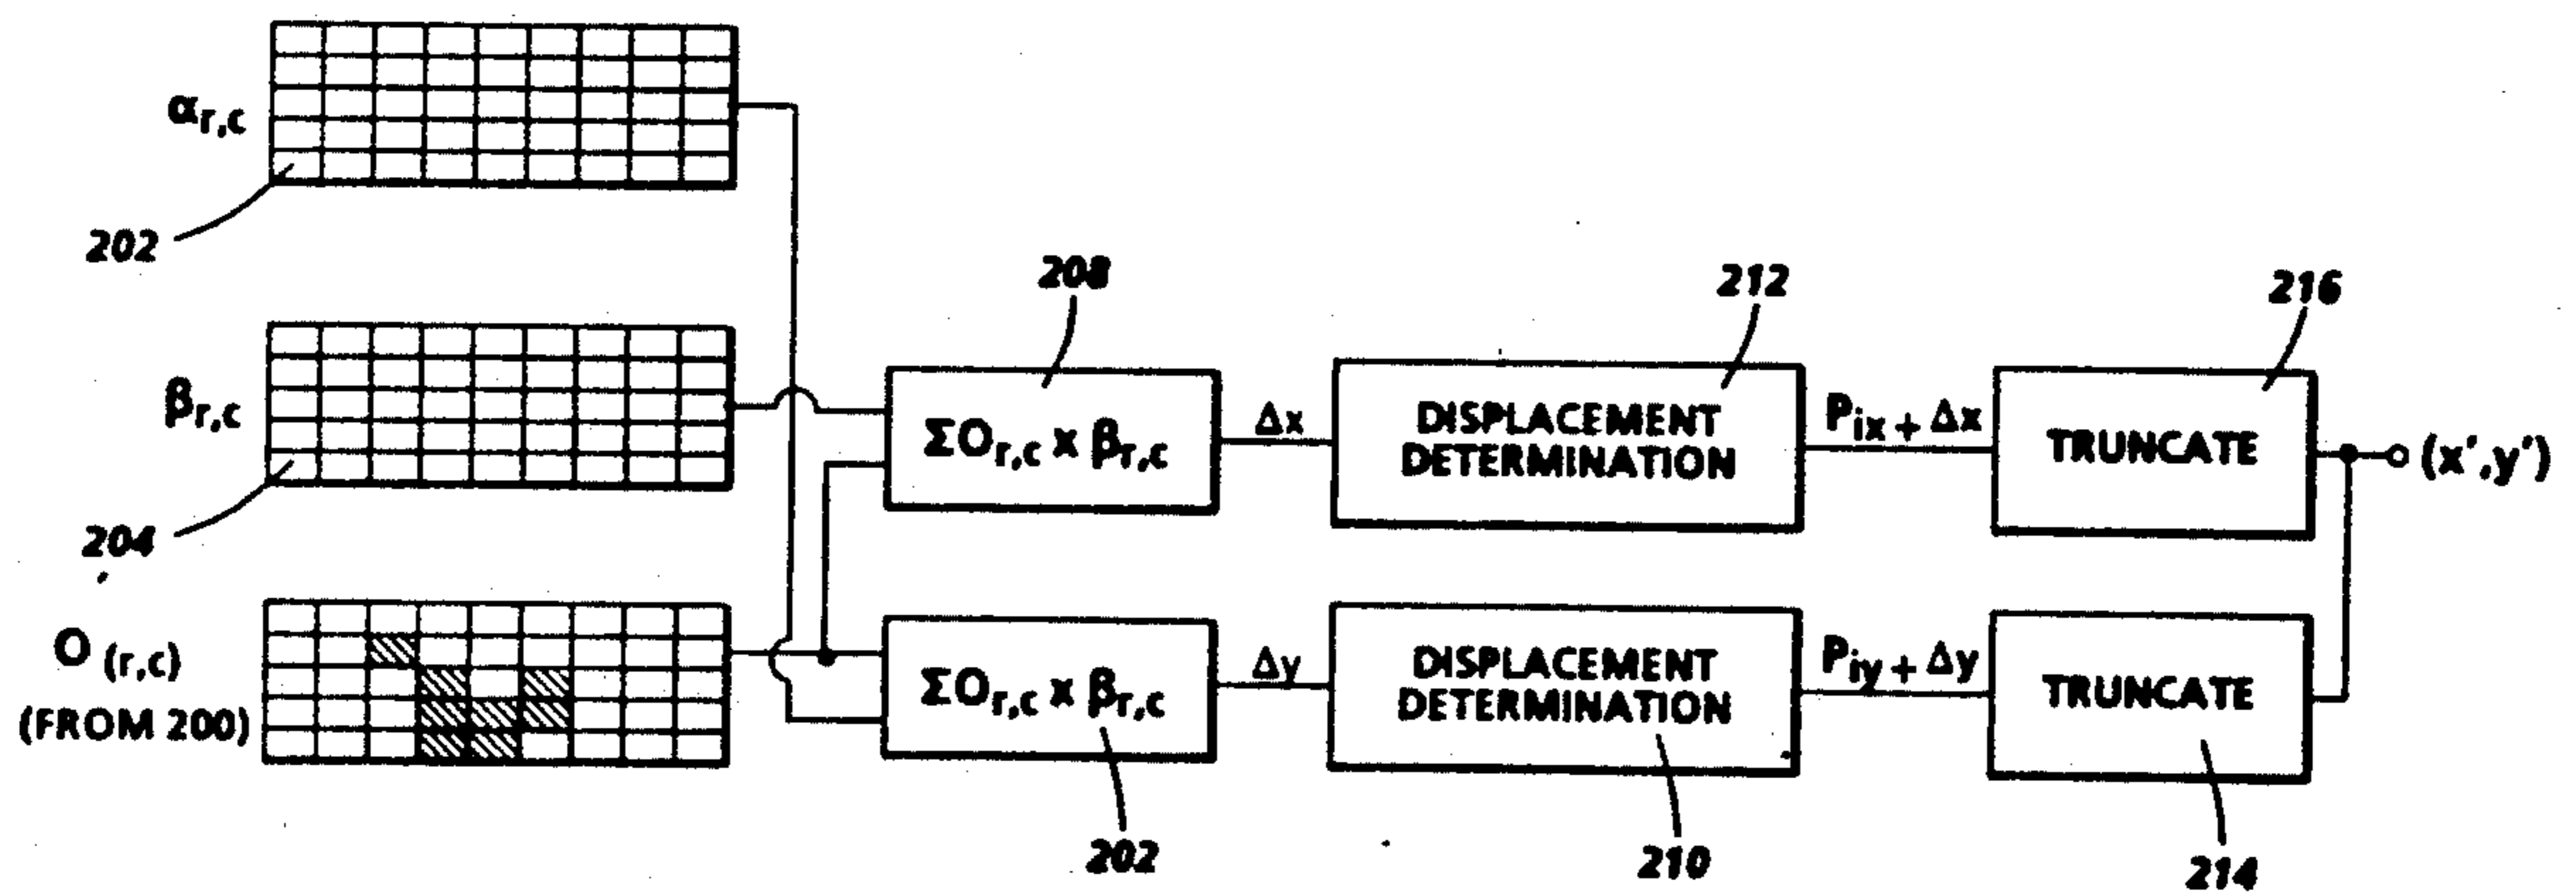 αr,c
202
βr,c
204
O (r,c)
(FROM 200)
208
ΣOr,c x βr,c
Δx
212
DISPLACEMENT
DETERMINATION
Pix + Δx
216
TRUNCATE
(x',y')
ΣOr,c x βr,c
202
Δy
DISPLACEMENT
DETERMINATION
210
Piy + Δy
TRUNCATE
214